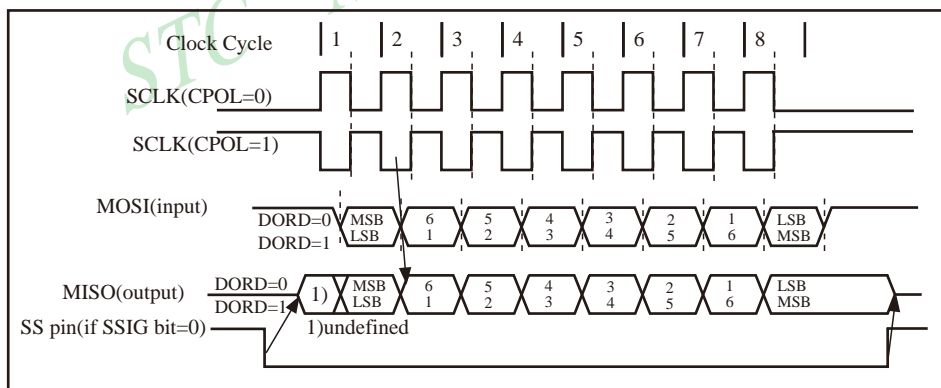 STC
Clock Cycle 1 2 3 4 5 6 7 8
SCLK(CPOL=0)
SCLK(CPOL=1)
MOSI(input)
DORD=0 MSB 6 5 4 3 2 1 LSB
DORD=1 LSB 1 2 3 4 5 6 MSB
MISO(output)
DORD=0 1) MSB 6 5 4 3 2 1 LSB
DORD=1 LSB 1 2 3 4 5 6 MSB
SS pin(if SSIG bit=0)
1)undefined